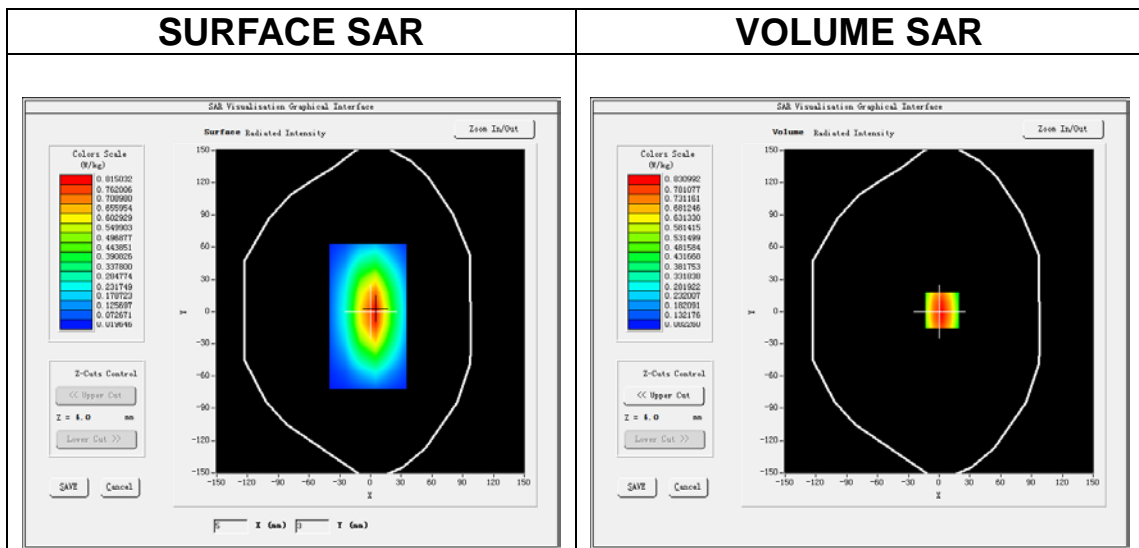 SURFACE SAR
VOLUME SAR
SAR Visualisation Graphical Interface
Surface Radiated Intensity
Zoom In/Out
Colors Scale
(W/kg)
0.815032
0.762006
0.708980
0.655954
0.602929
0.549903
0.496877
0.443851
0.390826
0.337800
0.284774
0.231749
0.178723
0.125697
0.072671
0.019646
Z-Cuts Control
<< Upper Cut
Z = 4.0 mm
Lower Cut >>
SAVE
Cancel
150
120
90
60
30
0
-30
-60
-90
-120
-150
Y
-150 -120 -90 -60 -30 0 30 60 90 120 150
X
5 X (mm) 3 Y (mm)
SAR Visualisation Graphical Interface
Volume Radiated Intensity
Zoom In/Out
Colors Scale
(W/kg)
0.830992
0.781077
0.731161
0.681246
0.631330
0.581415
0.531499
0.481584
0.431668
0.381753
0.331838
0.281922
0.232007
0.182091
0.132176
Z-Cuts Control
<< Upper Cut
Z = 4.0 mm
Lower Cut >>
SAVE
Cancel
150
120
90
60
30
0
-30
-60
-90
-120
-150
Y
-150 -120 -90 -60 -30 0 30 60 90 120 150
X